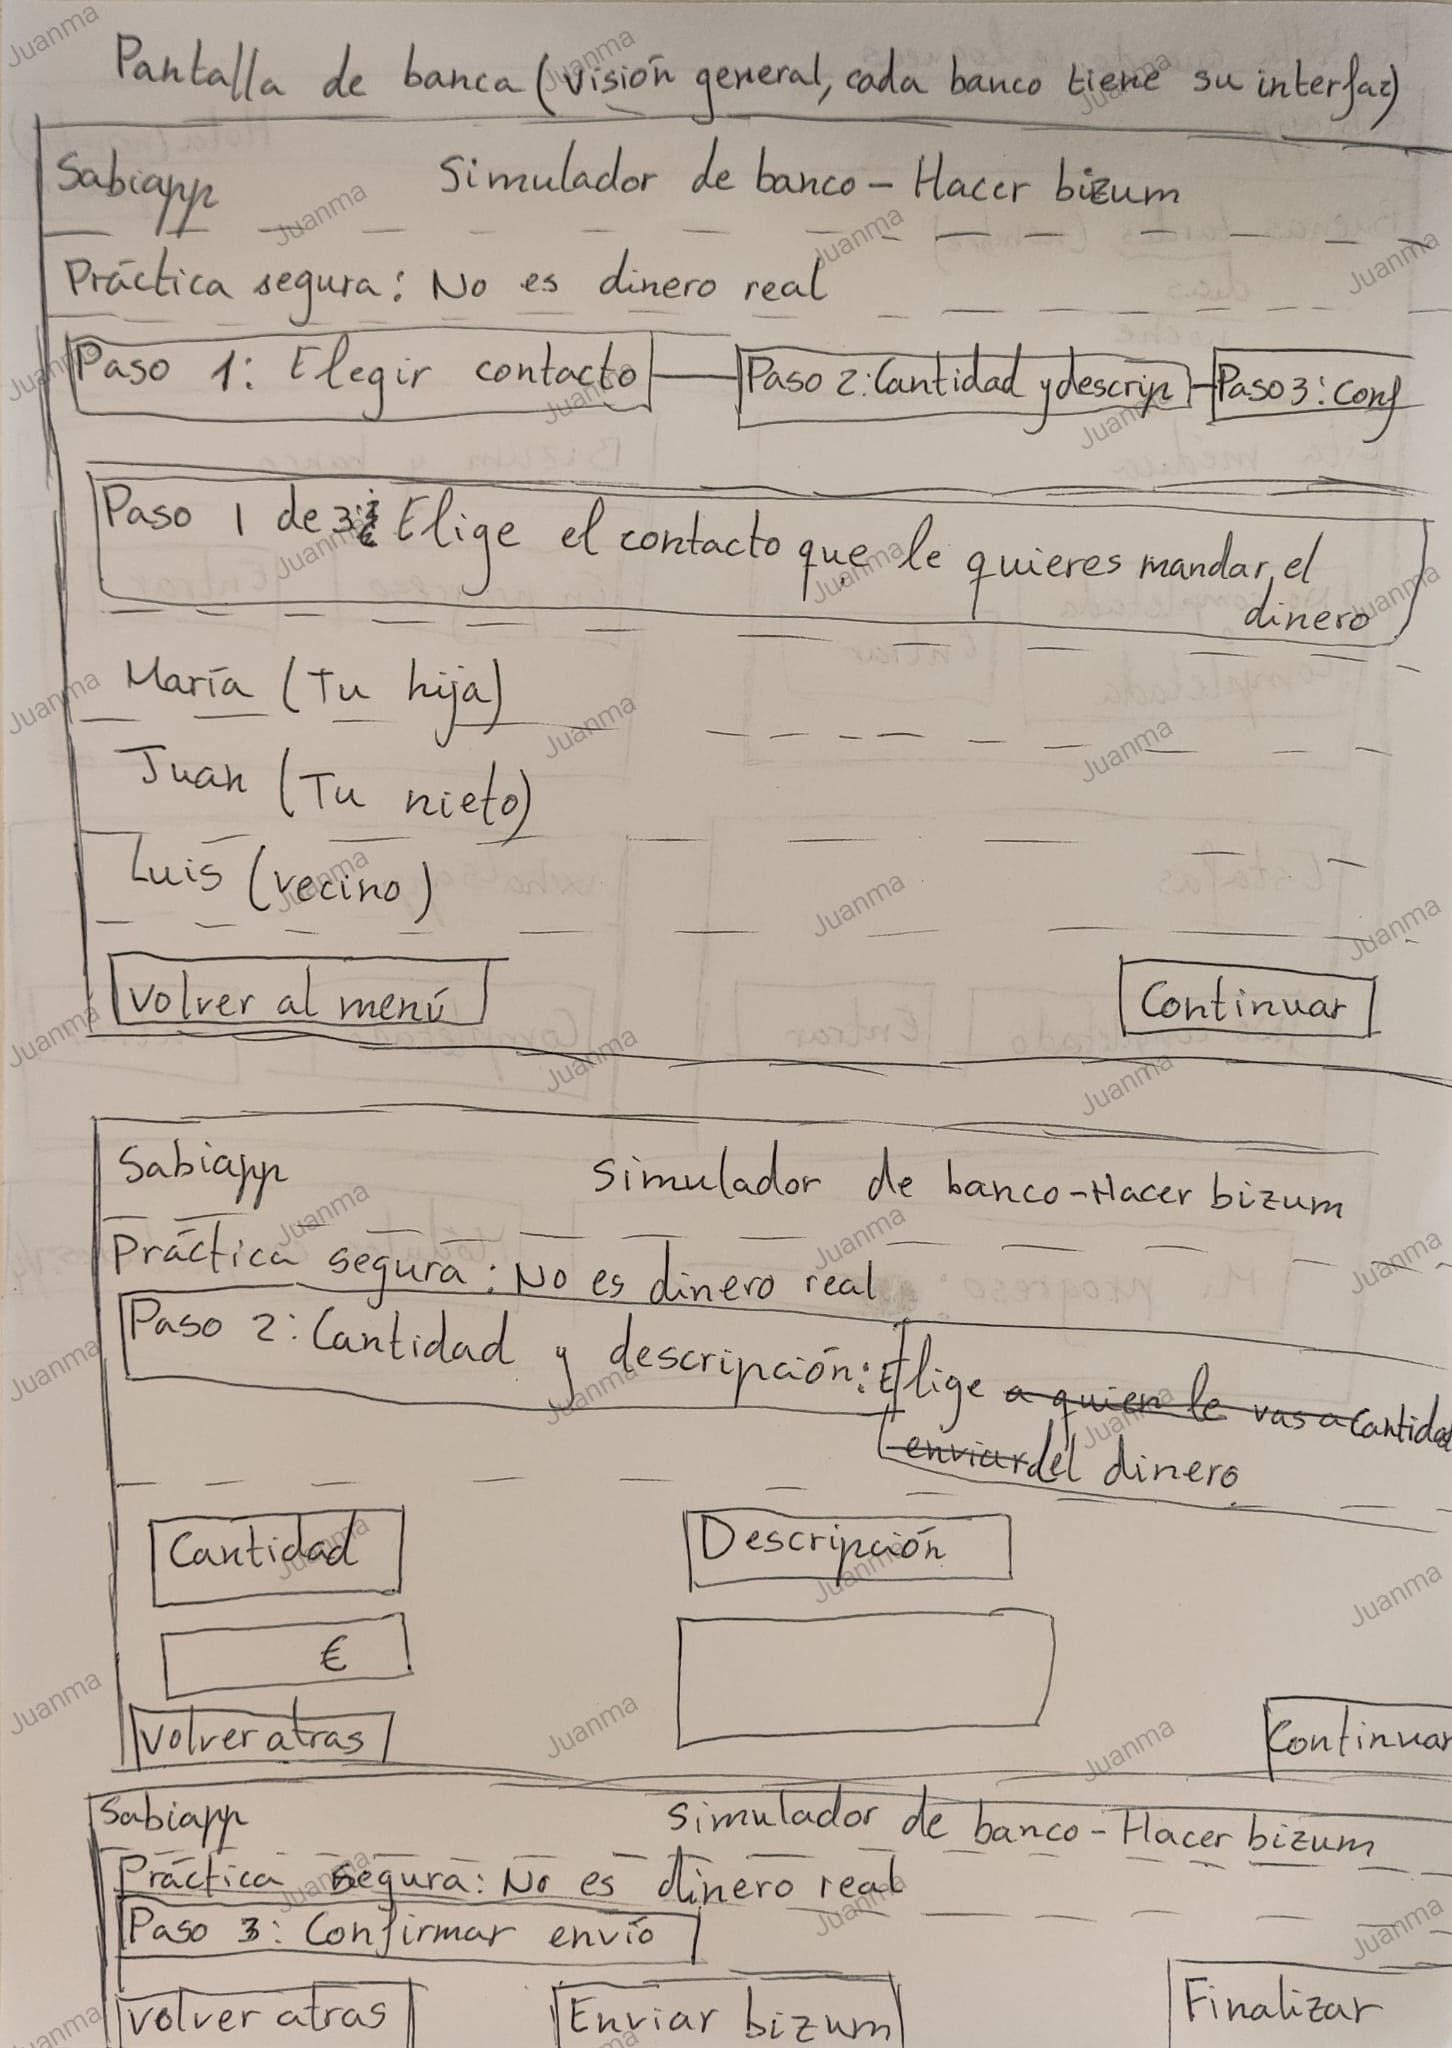 Pantalla de banca (visión general, cada banco tiene su interfaz)
Sabiapp Simulador de banco - Hacer bizum
Práctica segura: No es dinero real
Paso 1: Elegir contacto Paso 2: Cantidad y descrip Paso 3: Conf
Paso 1 de 3: Elige el contacto que le quieres mandar el
dinero
María (Tu hija)
Juan (Tu nieto)
Luis (vecino)
Volver al menú Continuar
Sabiapp Simulador de banco - Hacer bizum
Práctica segura: No es dinero real
Paso 2: Cantidad y descripción: Elige a quien le vas a cantidad
enviar del dinero
Cantidad Descripción
€
Volver atras Continuar
Sabiapp Simulador de banco - Hacer bizum
Práctica segura: No es dinero real
Paso 3: Confirmar envío
Volver atras Enviar bizum Finalizar
Juanma